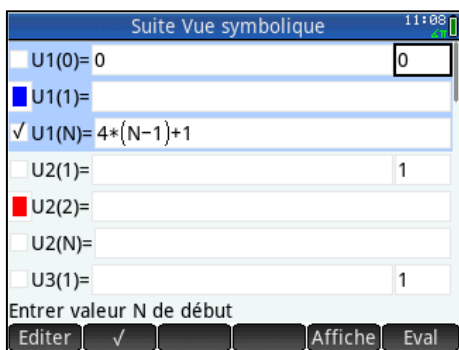 Suite Vue symbolique 11:08
∡π
U1(0)= 0 0
U1(1)=
√ U1(N)= 4*(N-1)+1
U2(1)= 1
U2(2)=
U2(N)=
U3(1)= 1
Entrer valeur N de début
Editer √ Affiche Eval